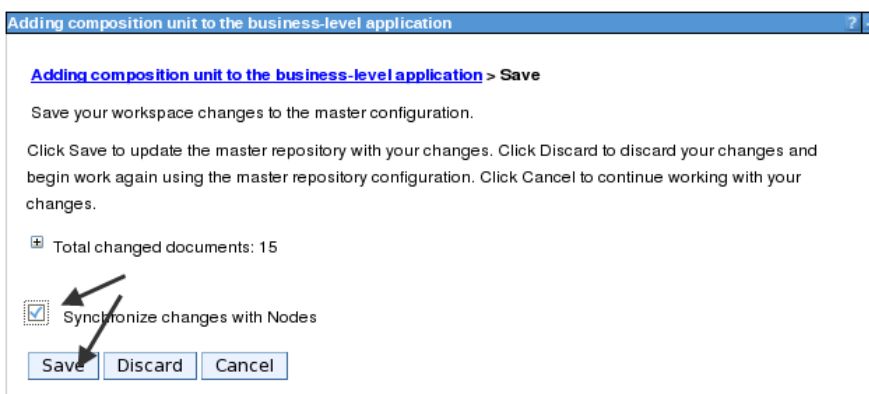 Adding composition unit to the business-level application ?
Adding composition unit to the business-level application > Save
Save your workspace changes to the master configuration.
Click Save to update the master repository with your changes. Click Discard to discard your changes and
begin work again using the master repository configuration. Click Cancel to continue working with your
changes.
Total changed documents: 15
Synchronize changes with Nodes
Save Discard Cancel